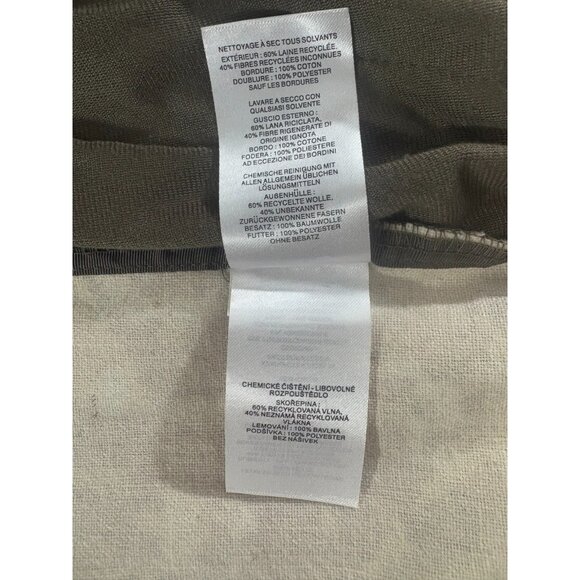 NETTOYAGE À SEC TOUS SOLVANTS
EXTÉRIEUR : 60% LAINE RECYCLÉE
40% FIBRES RECYCLÉES INCONNUES
BORDURE : 100% COTON
DOUBLURE : 100% POLYESTER
SAUF LES BORDURES
LAVARE A SECCO CON
QUALSIASI SOLVENTE
GUSCIO ESTERNO :
60% LANA RICICLATA,
40% FIBRE RIGENERATE DI
ORIGINE IGNOTA
BORDO : 100% COTONE
FODERA : 100% POLIESTERE
AD ECCEZIONE DEI BORDINI
CHEMISCHE REINIGUNG MIT
ALLEN ALLGEMEIN ÜBLICHEN
LÖSUNGSMITTELN
AUßENHÜLLE :
60% RECYCELTE WOLLE,
40% UNBEKANNTE
ZURÜCKGEWONNENE FASERN
BESATZ : 100% BAUMWOLLE
FUTTER : 100% POLYESTER
OHNE BESATZ
CHEMICKÉ ČIŠTĚNÍ - LIBOVOLNÉ
ROZPOUŠTĚDLO
SKOŘEPINA :
60% RECYKLOVANÁ VLNA,
40% NEZNÁMÁ RECYKLOVANÁ
VLÁKNA
LEMOVÁNÍ : 100% BAVLNA
PODŠÍVKA : 100% POLYESTER
BEZ NÁŠIVEK